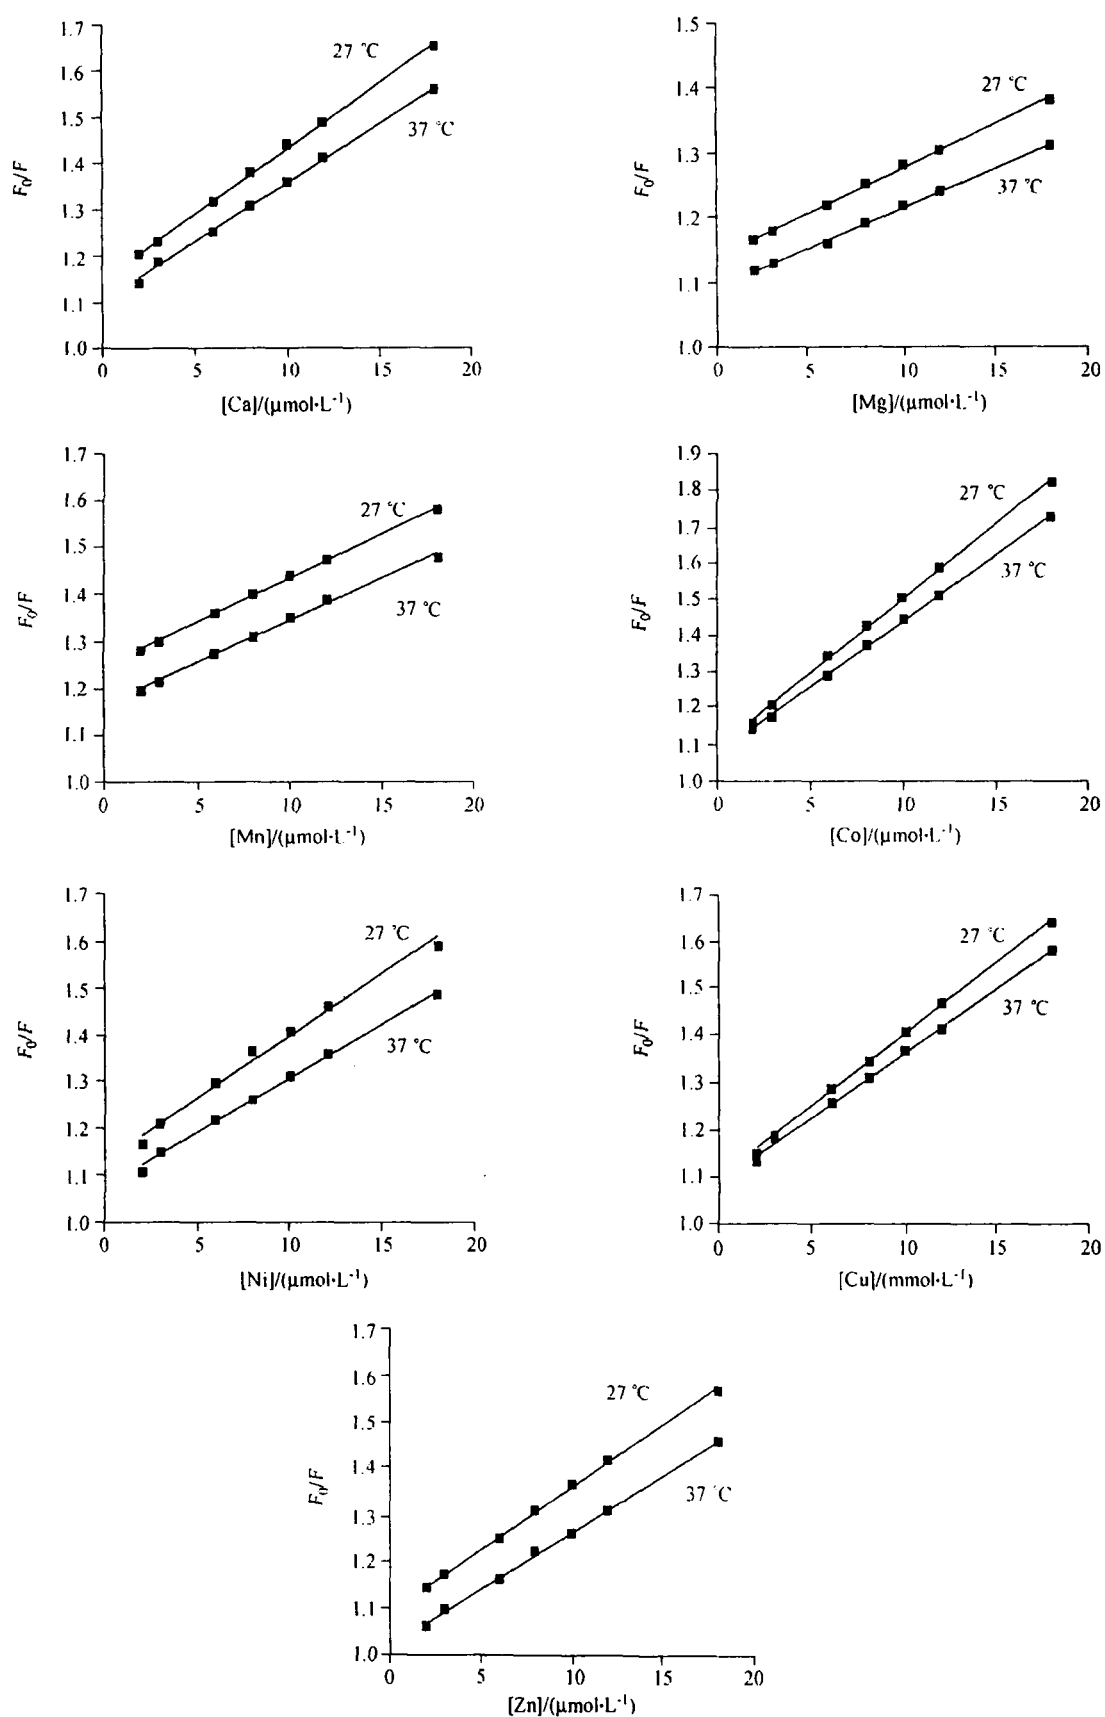 1.7
1.6
1.5
1.4
1.3
1.2
1.1
1.0
F₀/F
27 °C
37 °C
0 5 10 15 20
[Ca]/(μmol·L⁻¹)
1.5
1.4
1.3
1.2
1.1
1.0
27 °C
37 °C
0 5 10 15 20
[Mg]/(μmol·L⁻¹)
1.7
1.6
1.5
1.4
1.3
1.2
1.1
1.0
F₀/F
27 °C
37 °C
0 5 10 15 20
[Mn]/(μmol·L⁻¹)
1.9
1.8
1.7
1.6
1.5
1.4
1.3
1.2
1.1
1.0
F₀/F
27 °C
37 °C
0 5 10 15 20
[Co]/(μmol·L⁻¹)
1.7
1.6
1.5
1.4
1.3
1.2
1.1
1.0
F₀/F
27 °C
37 °C
0 5 10 15 20
[Ni]/(μmol·L⁻¹)
1.7
1.6
1.5
1.4
1.3
1.2
1.1
1.0
F₀/F
27 °C
37 °C
0 5 10 15 20
[Cu]/(mmol·L⁻¹)
1.7
1.6
1.5
1.4
1.3
1.2
1.1
1.0
F₀/F
27 °C
37 °C
0 5 10 15 20
[Zn]/(μmol·L⁻¹)